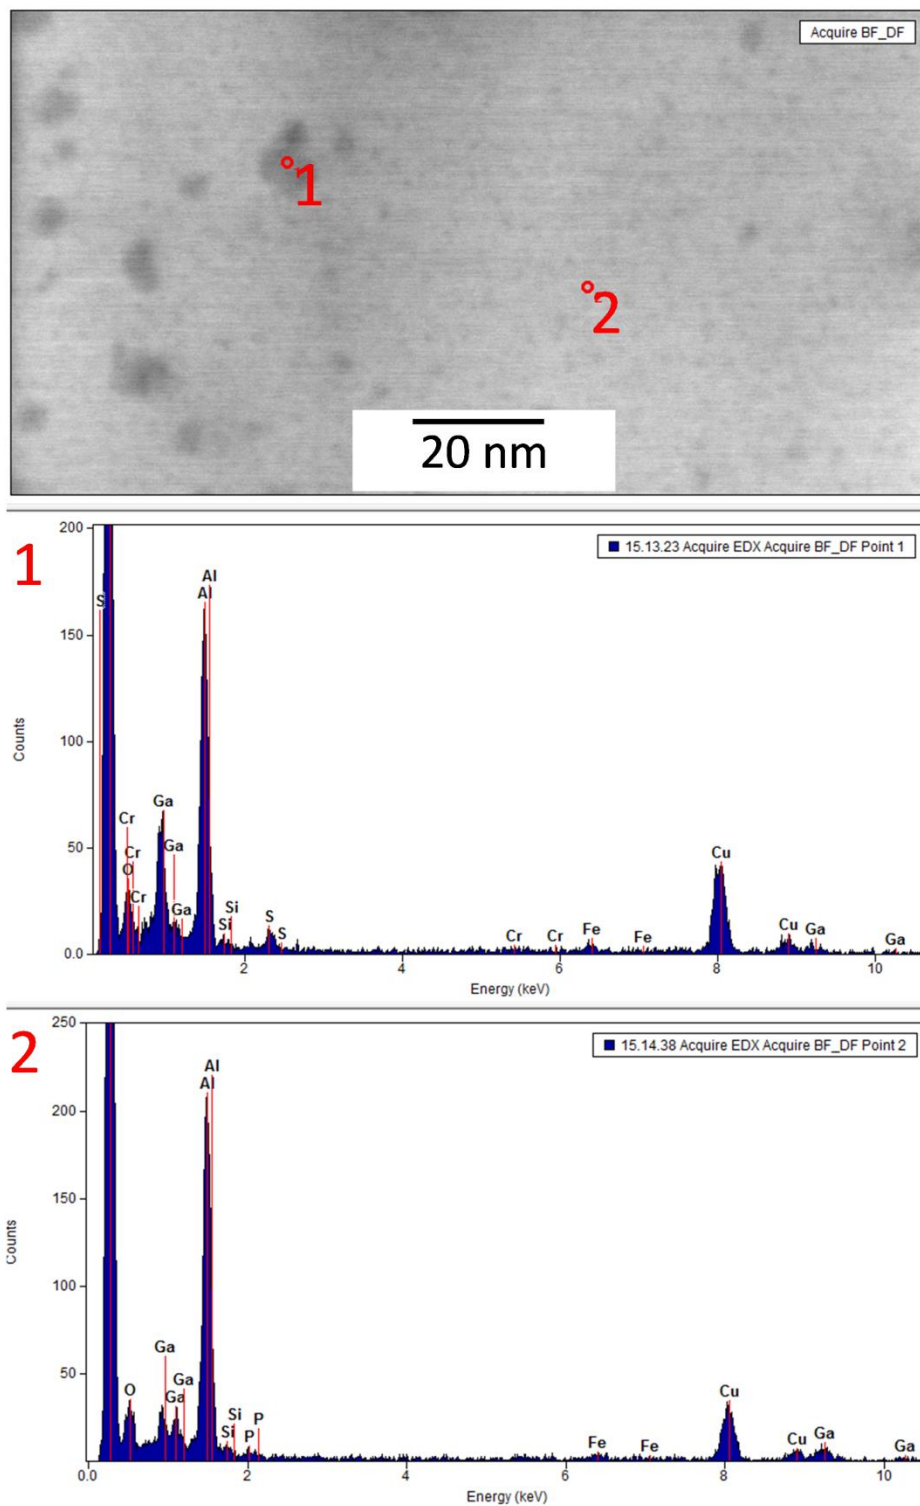 Acquire BF_DF
1
2
20 nm
1
200
15.13.23 Acquire EDX Acquire BF_DF Point 1
Al
Al
S
150
Counts
100
Cr
Ga
Cr
Ga
50
O
Cr
Ga
Si
Si
S
S
Cr
Cr
Fe
Fe
Cu
Cu
Ga
Ga
0.0
2
4
6
8
10
Energy (keV)
2
250
15.14.38 Acquire EDX Acquire BF_DF Point 2
Al
Al
200
150
Counts
100
Ga
Ga
50
O
Ga
Si
Si
P
P
Fe
Fe
Cu
Cu
Ga
Ga
0.0
2
4
6
8
10
Energy (keV)